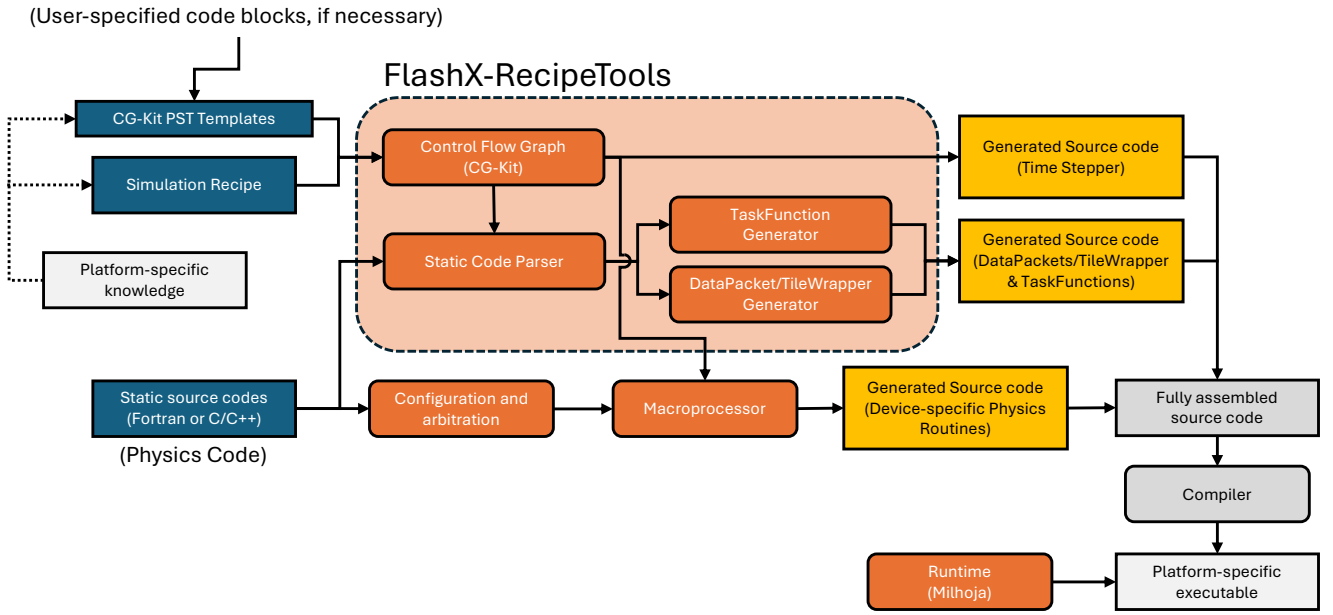 (User-specified code blocks, if necessary)
FlashX-RecipeTools
CG-Kit PST Templates
Simulation Recipe
Platform-specific
knowledge
Control Flow Graph
(CG-Kit)
Static Code Parser
TaskFunction
Generator
DataPacket/TileWrapper
Generator
Generated Source code
(Time Stepper)
Generated Source code
(DataPackets/TileWrapper
& TaskFunctions)
Static source codes
(Fortran or C/C++)
(Physics Code)
Configuration and
arbitration
Macroprocessor
Generated Source code
(Device-specific Physics
Routines)
Fully assembled
source code
Compiler
Runtime
(Milhoja)
Platform-specific
executable